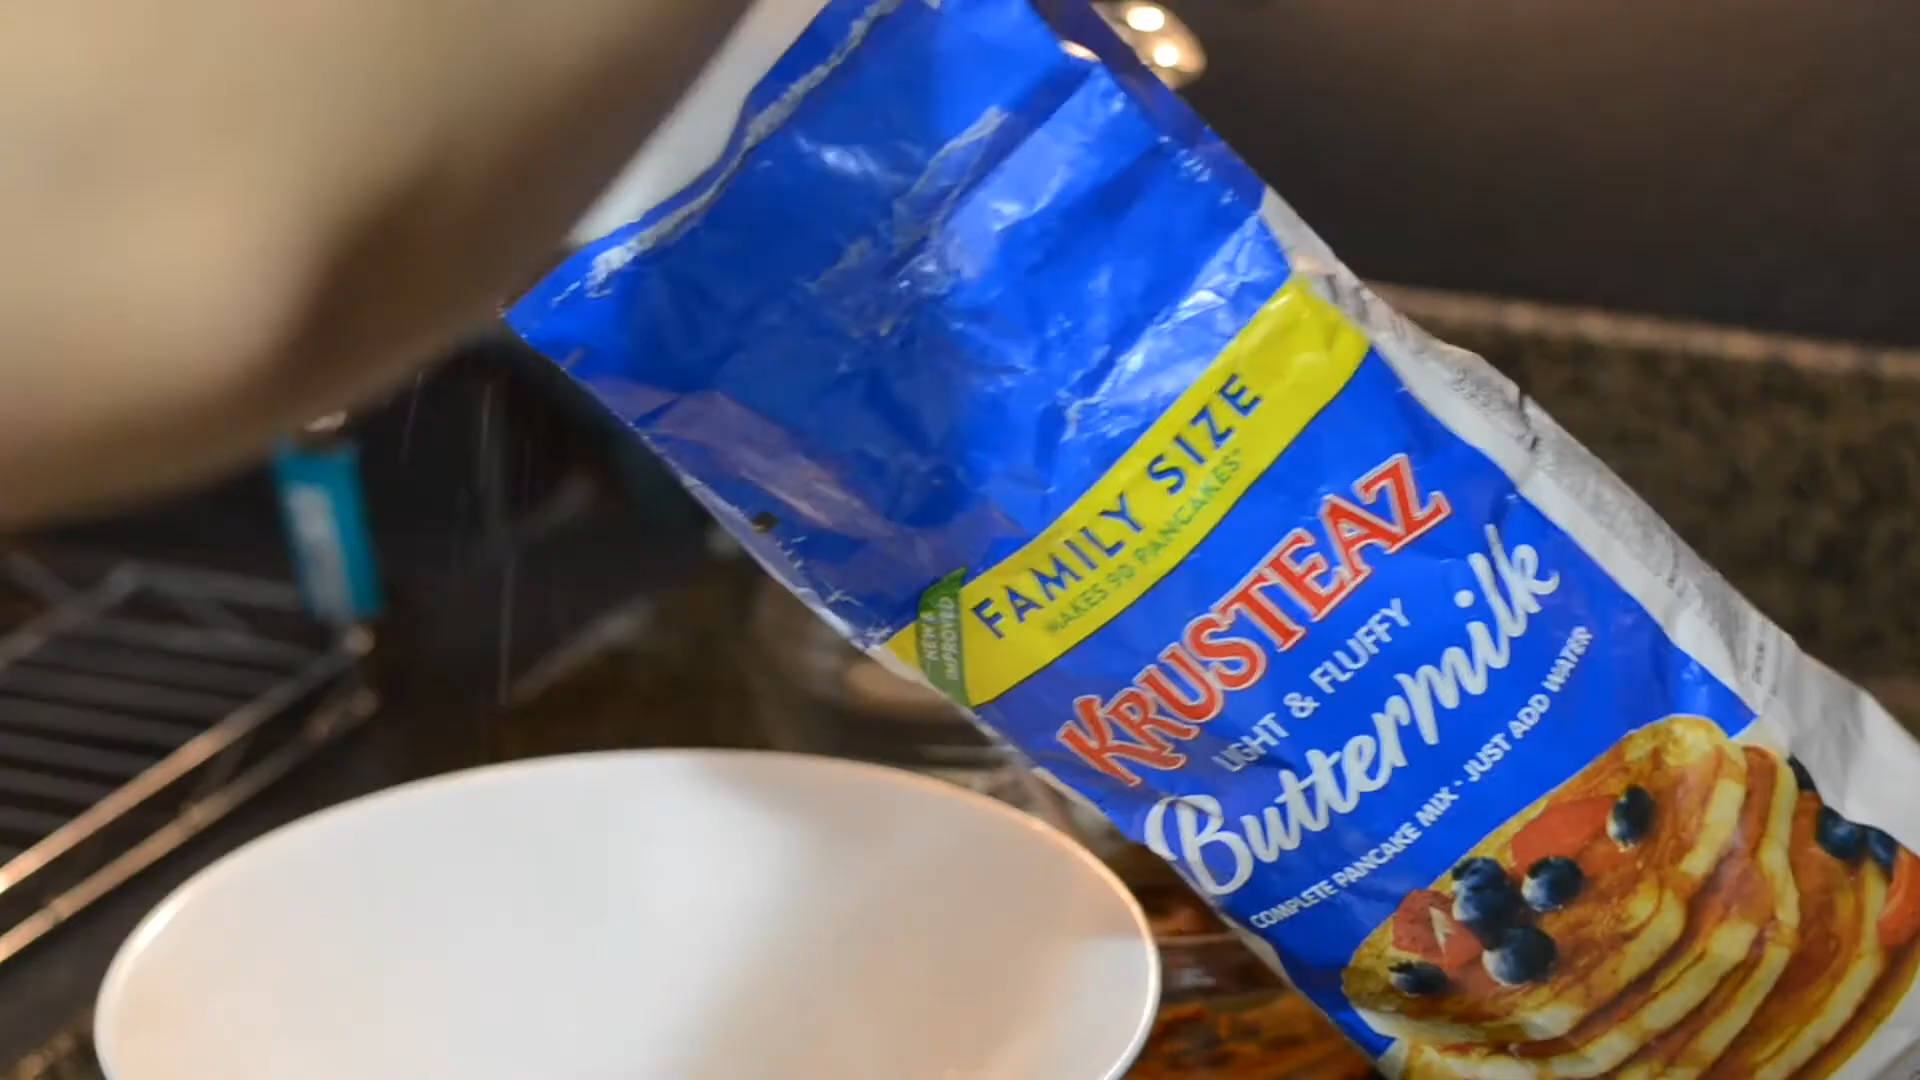 FAMILY SIZE
MAKES 90 PANCAKES*
NEW &
IMPROVED
KRUSTEAZ
LIGHT & FLUFFY
Buttermilk
COMPLETE PANCAKE MIX • JUST ADD WATER